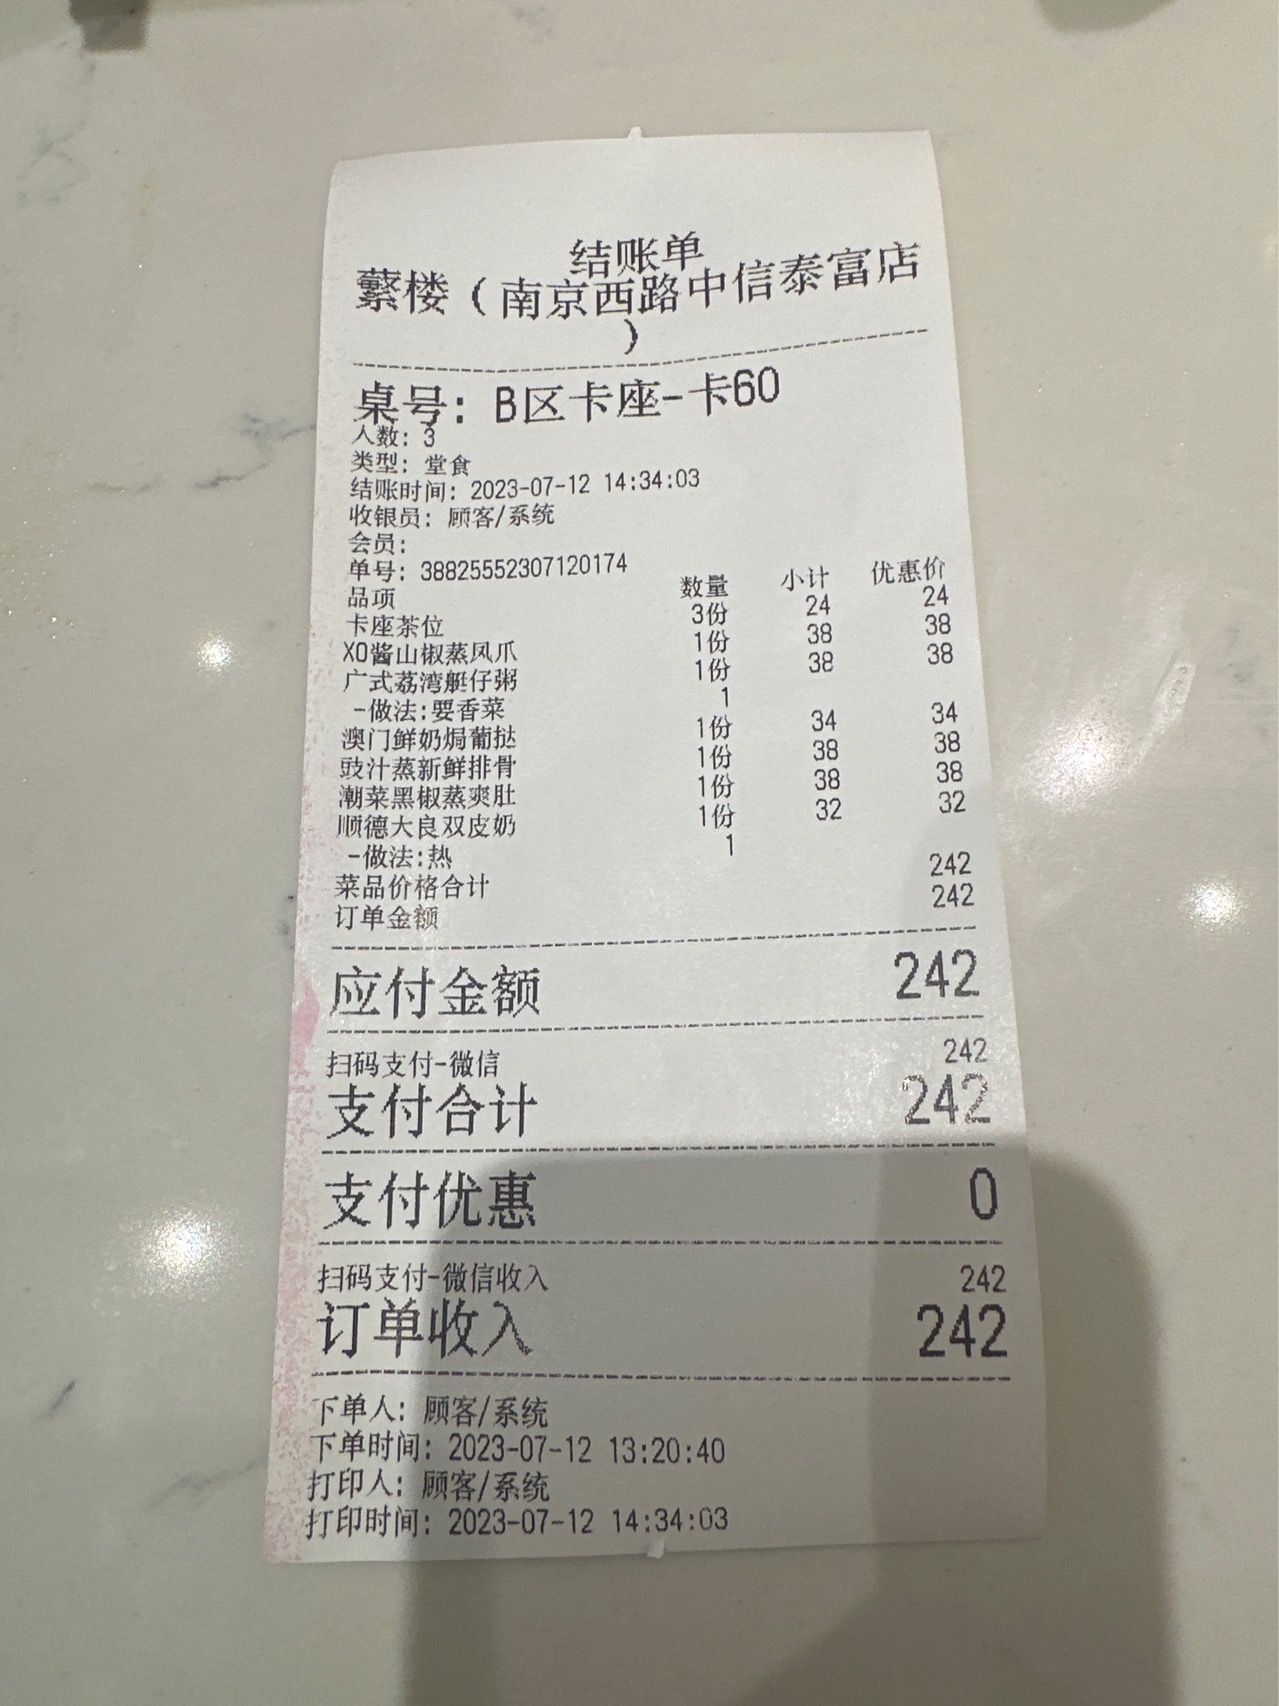 结账单
蘩楼（南京西路中信泰富店
）
桌号: B区卡座-卡60
人数: 3
类型: 堂食
结账时间: 2023-07-12 14:34:03
收银员: 顾客/系统
会员:
单号: 38825552307120174
品项 数量 小计 优惠价
卡座茶位 3份 24 24
XO酱山椒蒸凤爪 1份 38 38
广式荔湾艇仔粥 1份 38 38
-做法:要香菜 1
澳门鲜奶焗葡挞 1份 34 34
豉汁蒸新鲜排骨 1份 38 38
潮菜黑椒蒸爽肚 1份 38 38
顺德大良双皮奶 1份 32 32
-做法:热 1
菜品价格合计 242
订单金额 242
应付金额 242
扫码支付-微信 242
支付合计 242
支付优惠 0
扫码支付-微信收入 242
订单收入 242
下单人: 顾客/系统
下单时间: 2023-07-12 13:20:40
打印人: 顾客/系统
打印时间: 2023-07-12 14:34:03